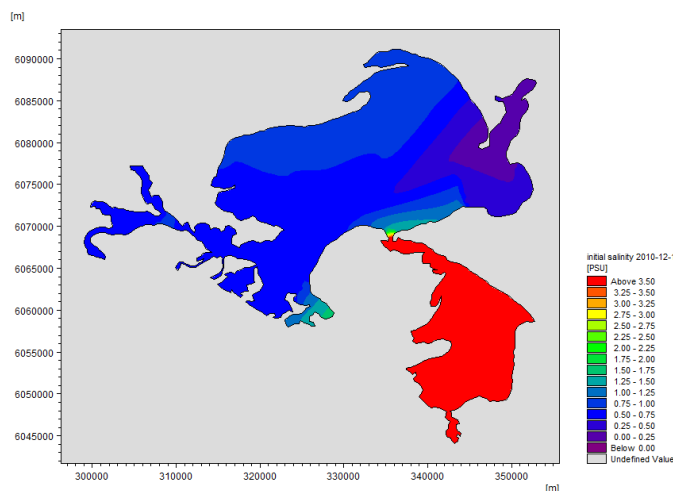 [m]
6090000
6085000
6080000
6075000
6070000
6065000
6060000
6055000
6050000
6045000
300000 310000 320000 330000 340000 350000
[m]
initial salinity 2010-12-1
[PSU]
Above 3.50
3.25 - 3.50
3.00 - 3.25
2.75 - 3.00
2.50 - 2.75
2.25 - 2.50
2.00 - 2.25
1.75 - 2.00
1.50 - 1.75
1.25 - 1.50
1.00 - 1.25
0.75 - 1.00
0.50 - 0.75
0.25 - 0.50
0.00 - 0.25
Below 0.00
Undefined Value